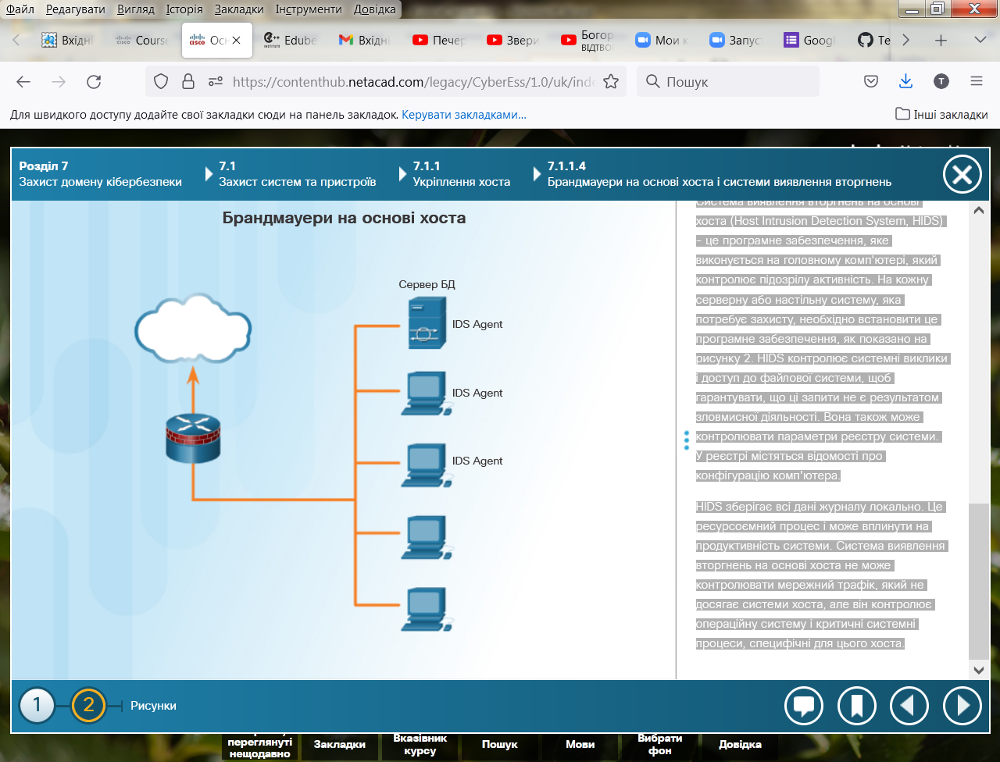 Файл Редагувати Вигляд Історія Закладки Інструменти Довідка
Вхідні Course Осн Edube Вхідні Печер Звери Богор Мои к Запус Googl Te
https://contenthub.netacad.com/legacy/CyberEss/1.0/uk/inde
Пошук
T
Для швидкого доступу додайте свої закладки сюди на панель закладок. Керувати закладками...
Інші закладки
Розділ 7
Захист домену кібербезпеки
7.1
Захист систем та пристроїв
7.1.1
Укріплення хоста
7.1.1.4
Брандмауери на основі хоста і системи виявлення вторгнень
Брандмауери на основі хоста
Сервер БД
IDS Agent
IDS Agent
IDS Agent
Система виявлення вторгнень на основі
хоста (Host Intrusion Detection System, HIDS)
– це програмне забезпечення, яке
виконується на головному комп'ютері, який
контролює підозрілу активність. На кожну
серверну або настільну систему, яка
потребує захисту, необхідно встановити це
програмне забезпечення, як показано на
рисунку 2. HIDS контролює системні виклики
і доступ до файлової системи, щоб
гарантувати, що ці запити не є результатом
зловмисної діяльності. Вона також може
контролювати параметри реєстру системи.
У реєстрі містяться відомості про
конфігурацію комп'ютера.
HIDS зберігає всі дані журналу локально. Це
ресурсоємний процес і може вплинути на
продуктивність системи. Система виявлення
вторгнень на основі хоста не може
контролювати мережний трафік, який не
досягає системи хоста, але він контролює
операційну систему і критичні системні
процеси, специфічні для цього хоста.
1 2 Рисунки
переглянуті
нещодавно
Закладки
Вказівник
курсу
Пошук
Мови
Вибрати
фон
Довідка